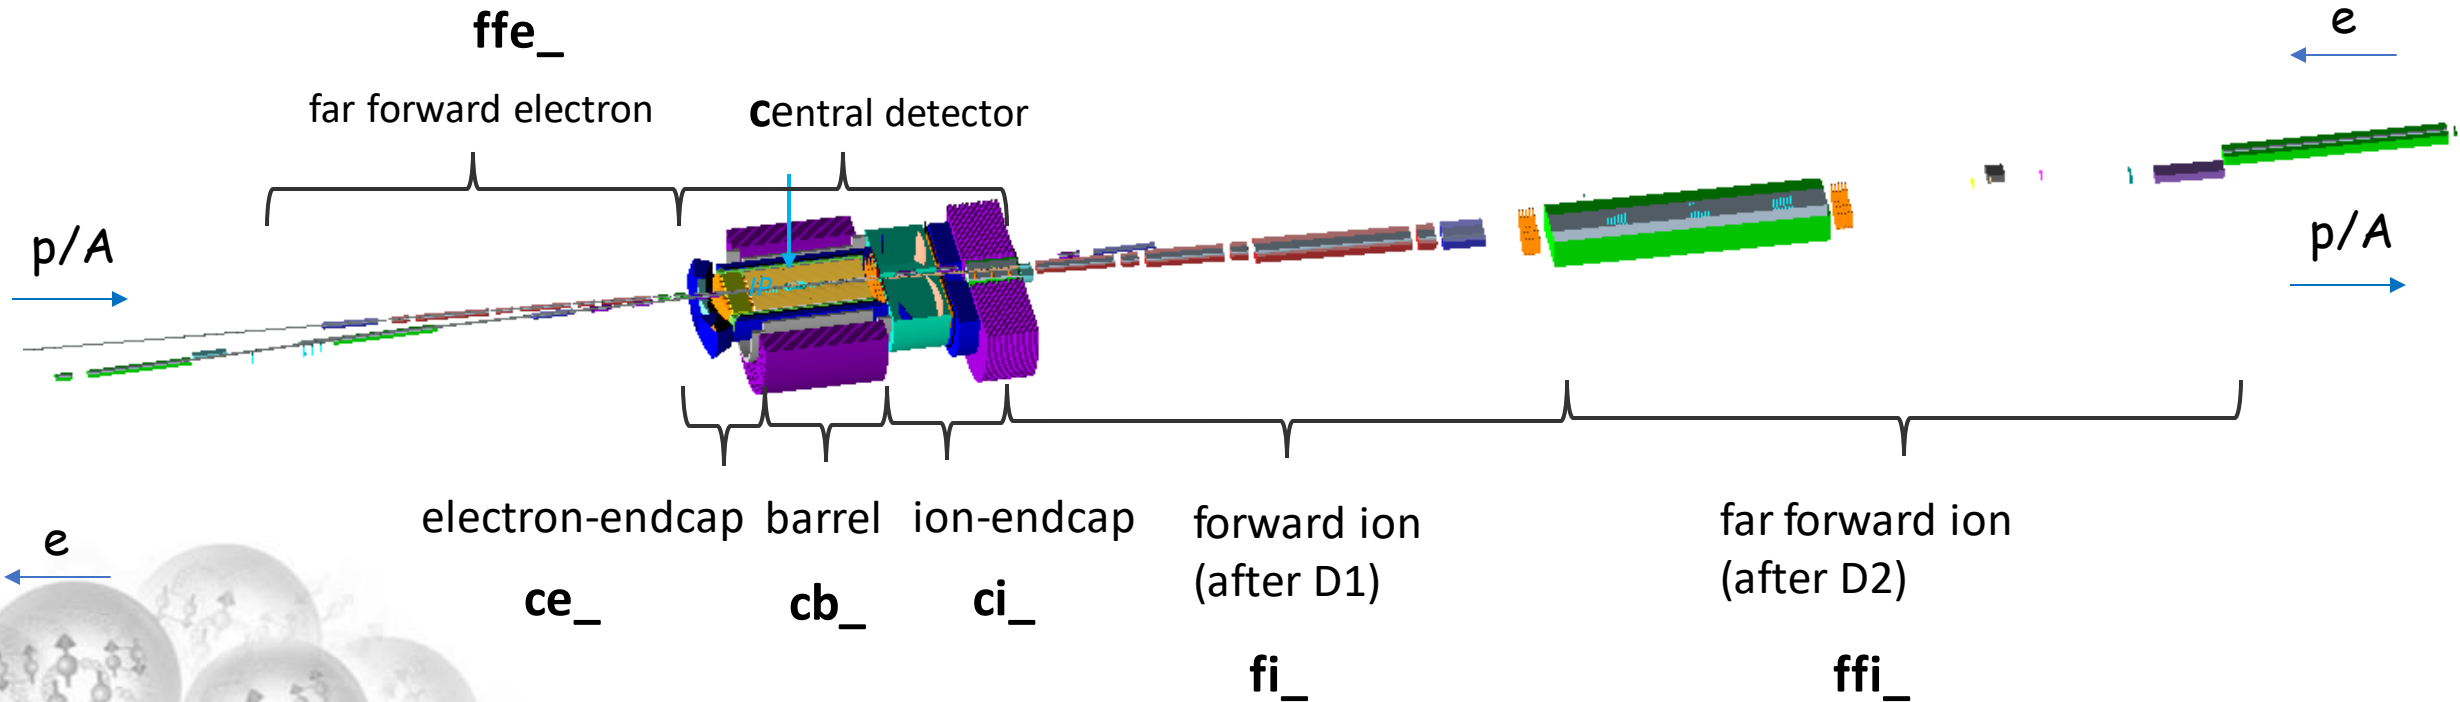 ffe_
far forward electron
central detector
e
p/A
p/A
IP
electron-endcap
barrel
ion-endcap
forward ion
(after D1)
far forward ion
(after D2)
e
ce_
cb_
ci_
fi_
ffi_